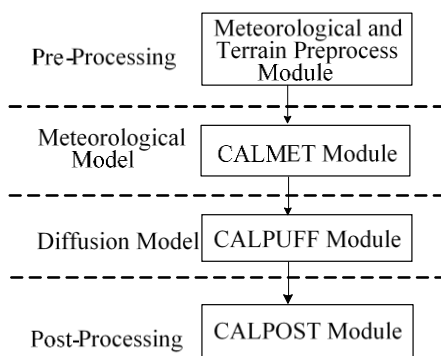 Pre-Processing
Meteorological and
Terrain Preprocess
Module
Meteorological
Model
CALMET Module
Diffusion Model
CALPUFF Module
Post-Processing
CALPOST Module